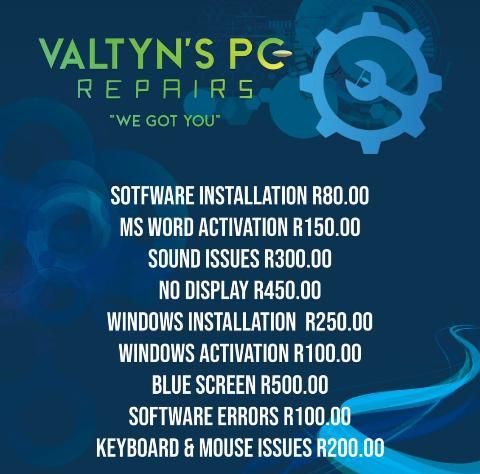 VALTYN'S PC
REPAIRS
"WE GOT YOU"
SOTFWARE INSTALLATION R80.00
MS WORD ACTIVATION R150.00
SOUND ISSUES R300.00
NO DISPLAY R450.00
WINDOWS INSTALLATION R250.00
WINDOWS ACTIVATION R100.00
BLUE SCREEN R500.00
SOFTWARE ERRORS R100.00
KEYBOARD & MOUSE ISSUES R200.00